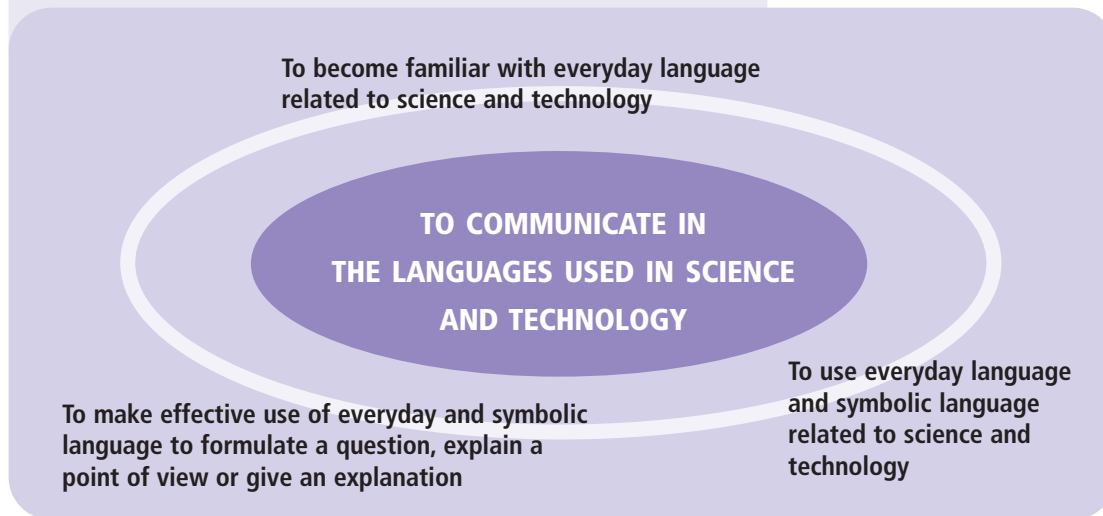 To become familiar with everyday language
related to science and technology
TO COMMUNICATE IN
THE LANGUAGES USED IN SCIENCE
AND TECHNOLOGY
To use everyday language
and symbolic language
related to science and
technology
To make effective use of everyday and symbolic
language to formulate a question, explain a
point of view or give an explanation